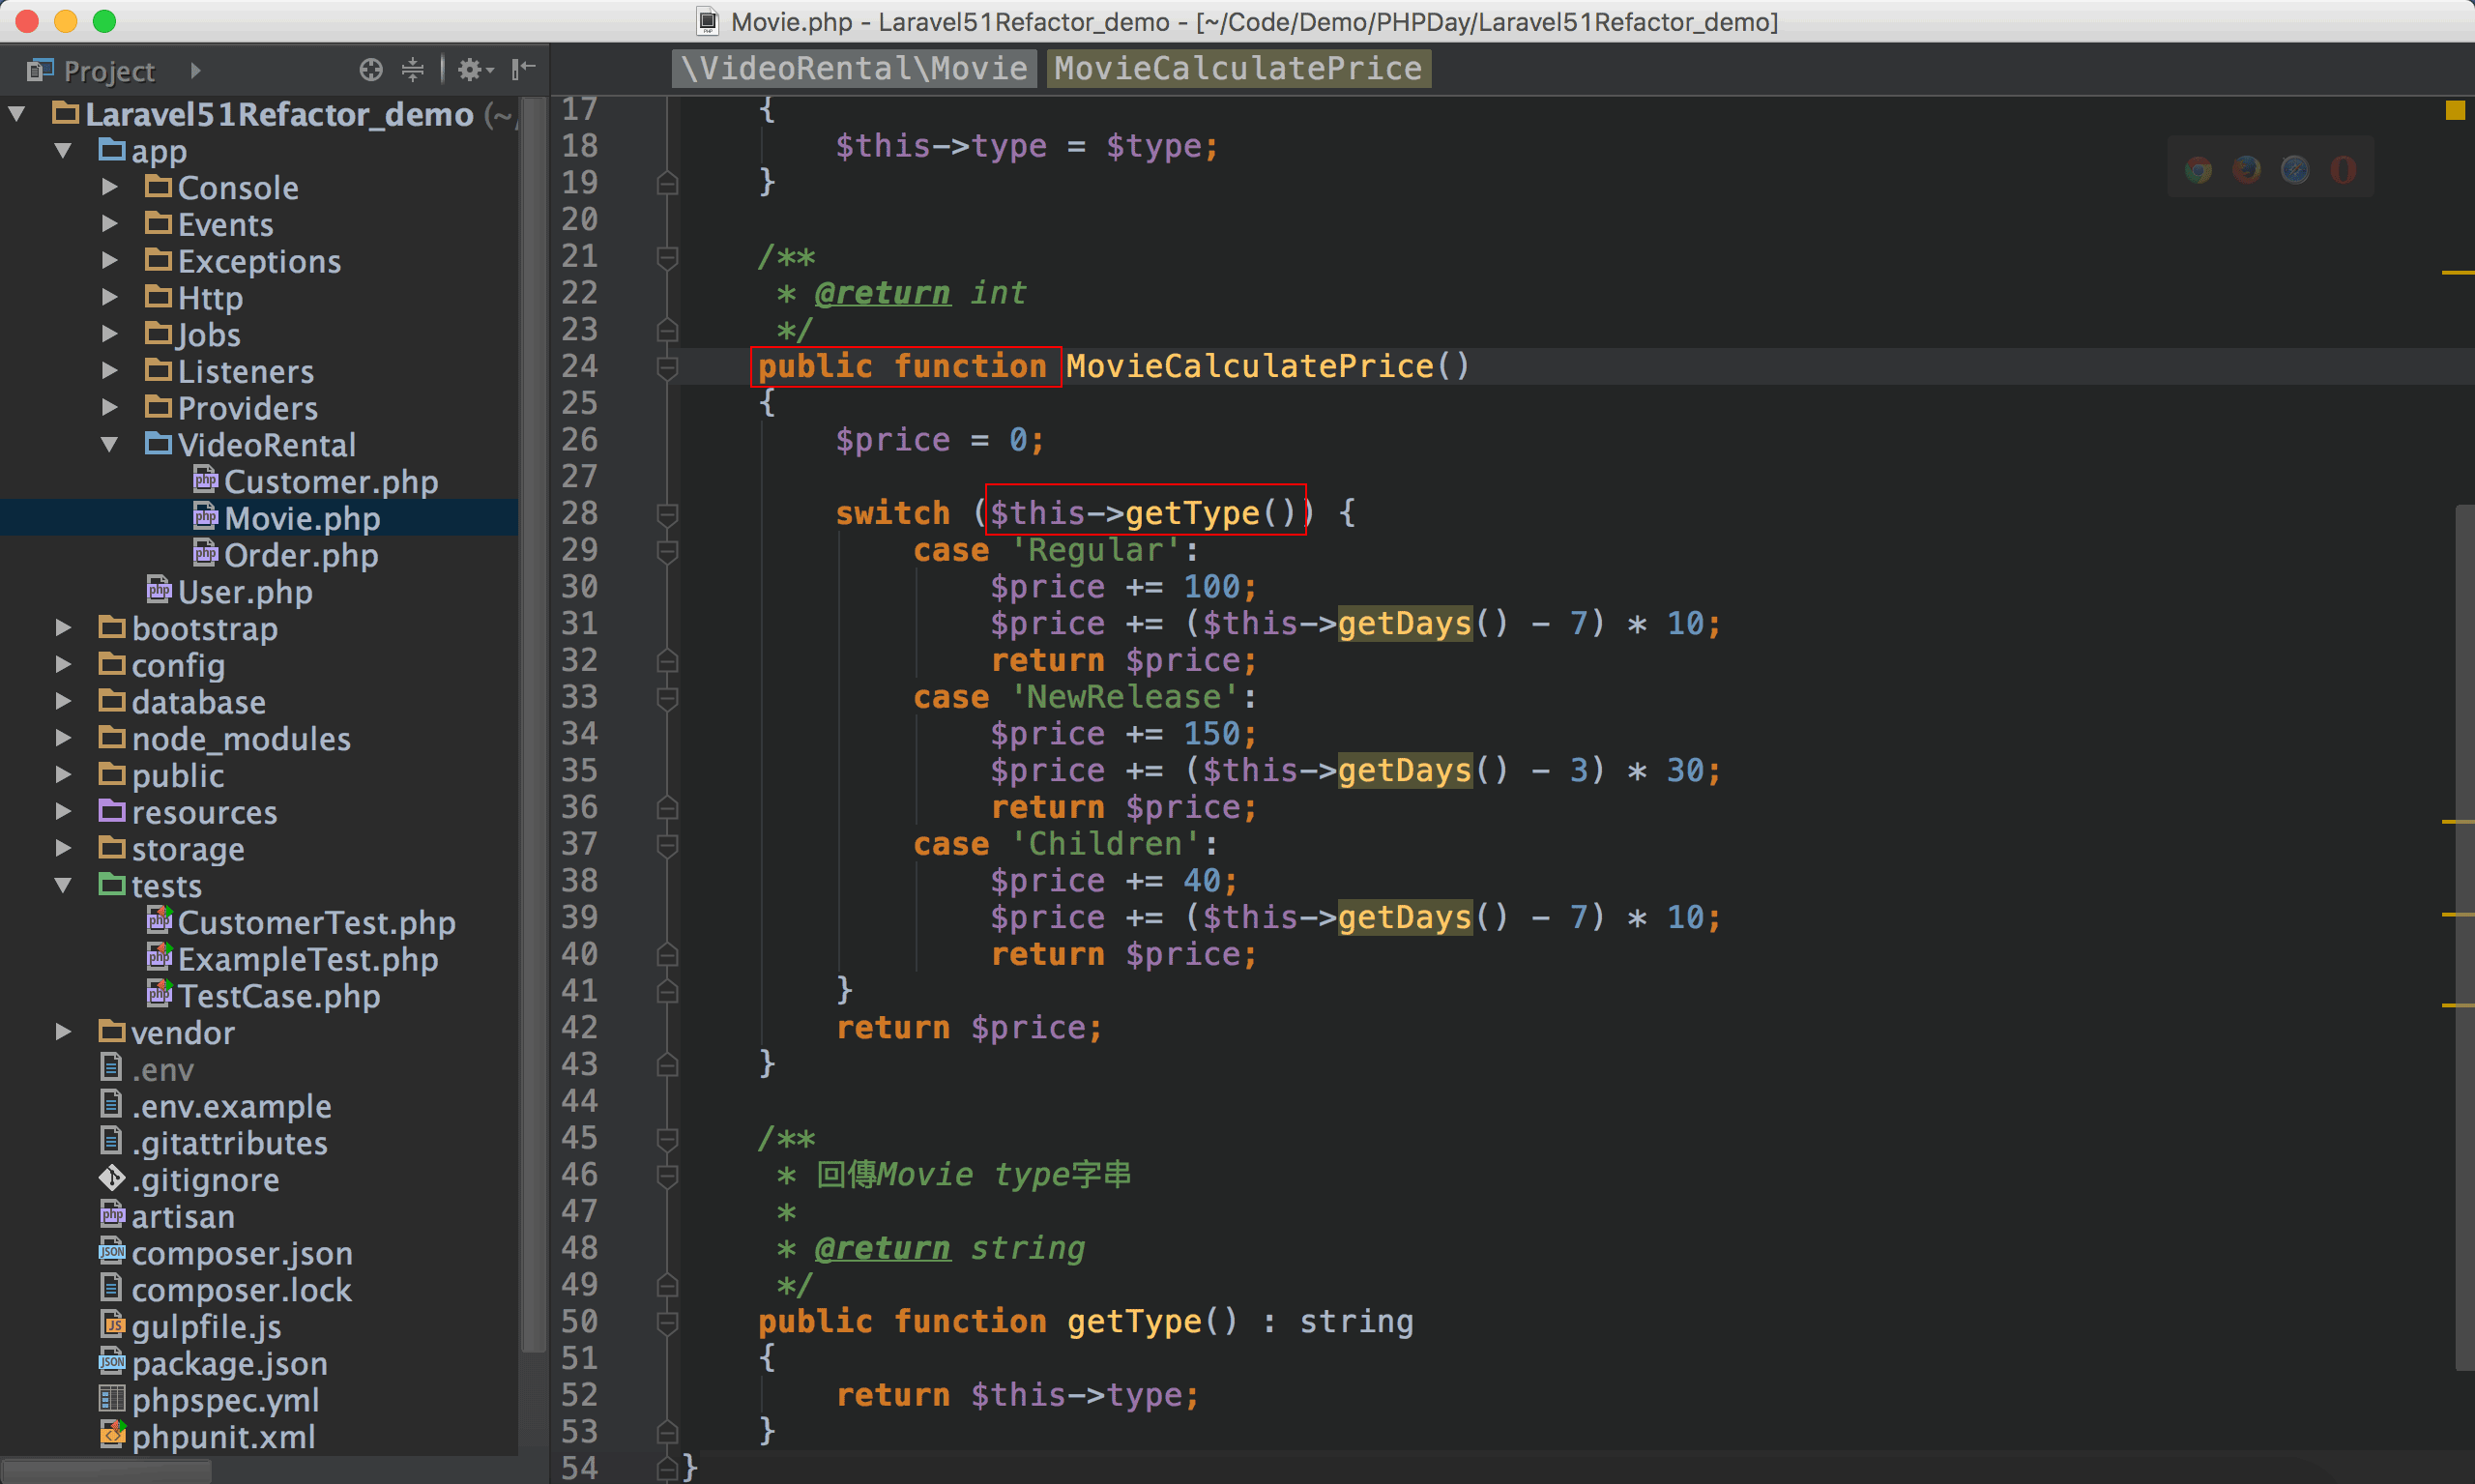 Movie.php - Laravel51Refactor_demo - [~/Code/Demo/PHPDay/Laravel51Refactor_demo]
Project
\VideoRental\Movie MovieCalculatePrice
Laravel51Refactor_demo (~/
app
Console
Events
Exceptions
Http
Jobs
Listeners
Providers
VideoRental
Customer.php
Movie.php
Order.php
User.php
bootstrap
config
database
node_modules
public
resources
storage
tests
CustomerTest.php
ExampleTest.php
TestCase.php
vendor
.env
.env.example
.gitattributes
.gitignore
artisan
composer.json
composer.lock
gulpfile.js
package.json
phpspec.yml
phpunit.xml
17 {
18 $this->type = $type;
19 }
20
21 /**
22 * @return int
23 */
24 public function MovieCalculatePrice()
25 {
26 $price = 0;
27
28 switch ($this->getType()) {
29 case 'Regular':
30 $price += 100;
31 $price += ($this->getDays() - 7) * 10;
32 return $price;
33 case 'NewRelease':
34 $price += 150;
35 $price += ($this->getDays() - 3) * 30;
36 return $price;
37 case 'Children':
38 $price += 40;
39 $price += ($this->getDays() - 7) * 10;
40 return $price;
41 }
42 return $price;
43 }
44
45 /**
46 * 回傳Movie type字串
47 *
48 * @return string
49 */
50 public function getType() : string
51 {
52 return $this->type;
53 }
54 }